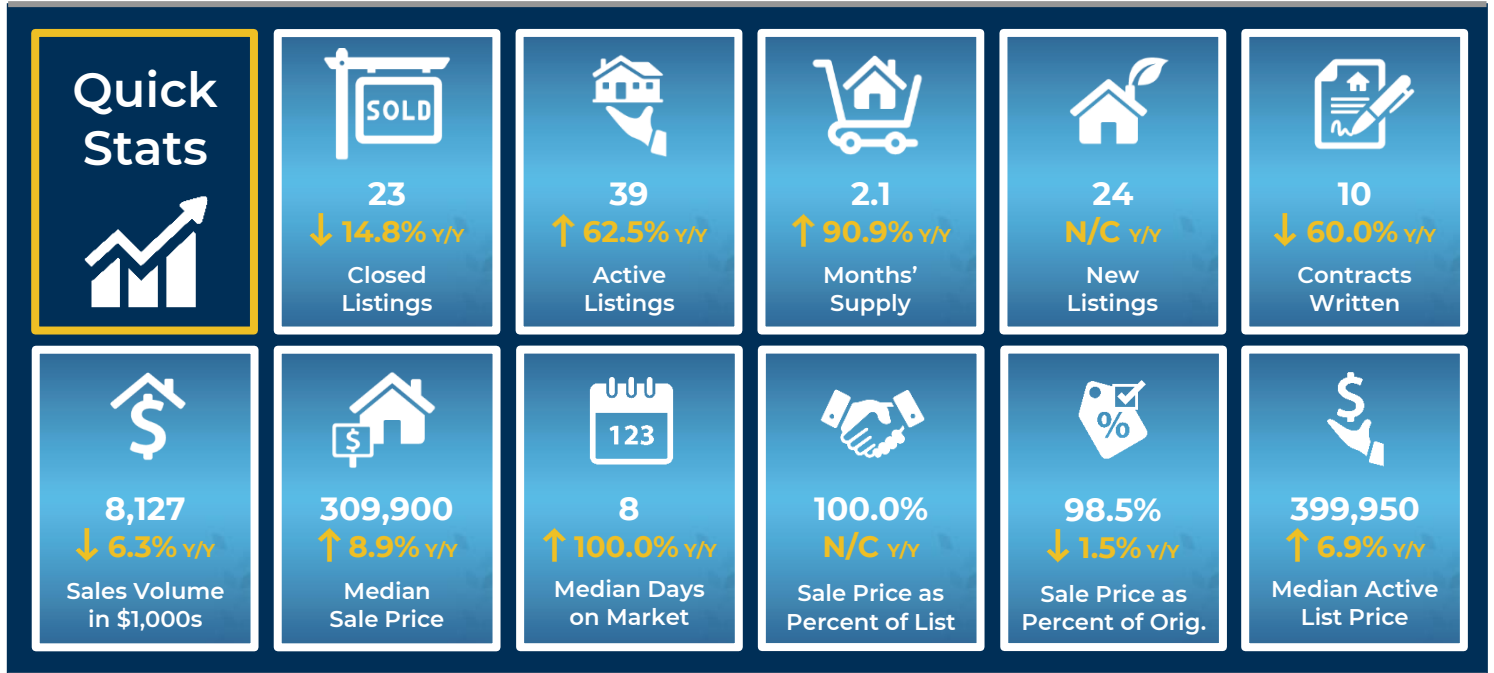 Quick
Stats
SOLD
23
↓ 14.8% Y/Y
Closed
Listings
39
↑ 62.5% Y/Y
Active
Listings
2.1
↑ 90.9% Y/Y
Months’
Supply
24
N/C Y/Y
New
Listings
10
↓ 60.0% Y/Y
Contracts
Written
$
8,127
↓ 6.3% Y/Y
Sales Volume
in $1,000s
$
309,900
↑ 8.9% Y/Y
Median
Sale Price
123
8
↑ 100.0% Y/Y
Median Days
on Market
100.0%
N/C Y/Y
Sale Price as
Percent of List
%
98.5%
↓ 1.5% Y/Y
Sale Price as
Percent of Orig.
$
399,950
↑ 6.9% Y/Y
Median Active
List Price